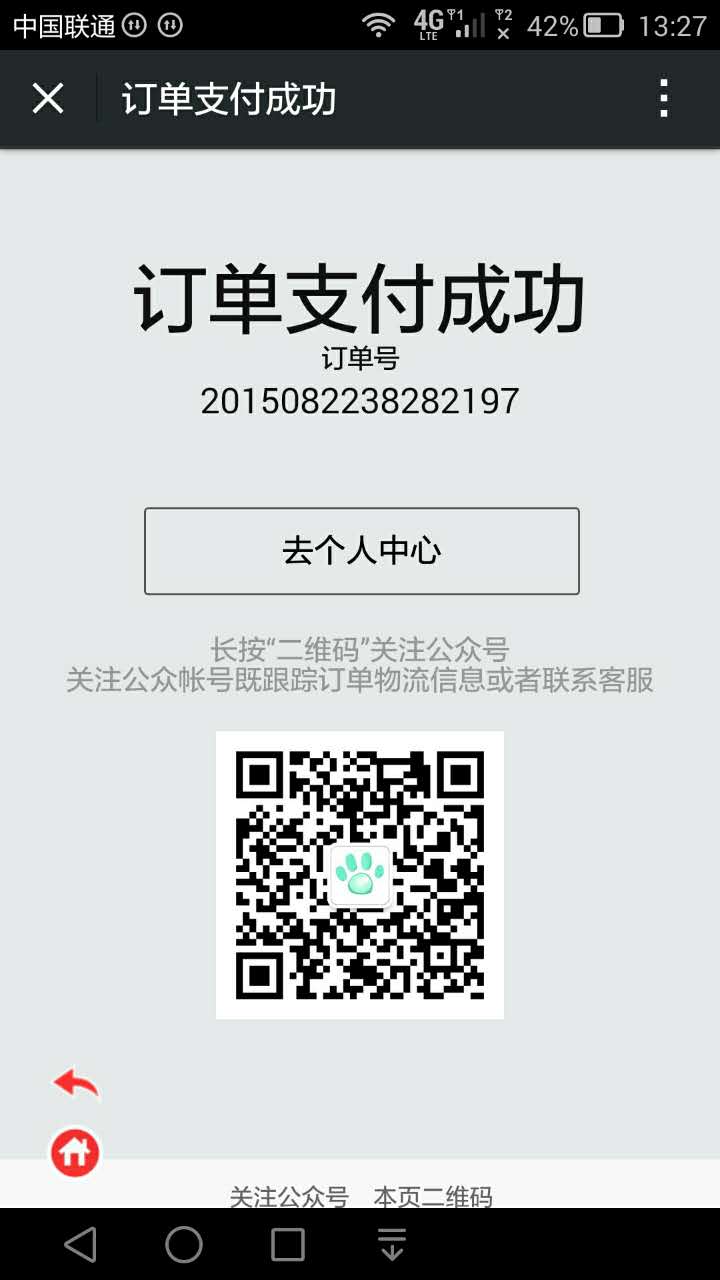 中国联通 4G LTE 1 2 42% 13:27
订单支付成功
订单支付成功
订单号
2015082238282197
去个人中心
长按“二维码”关注公众号
关注公众帐号既跟踪订单物流信息或者联系客服
关注公众号 本页二维码